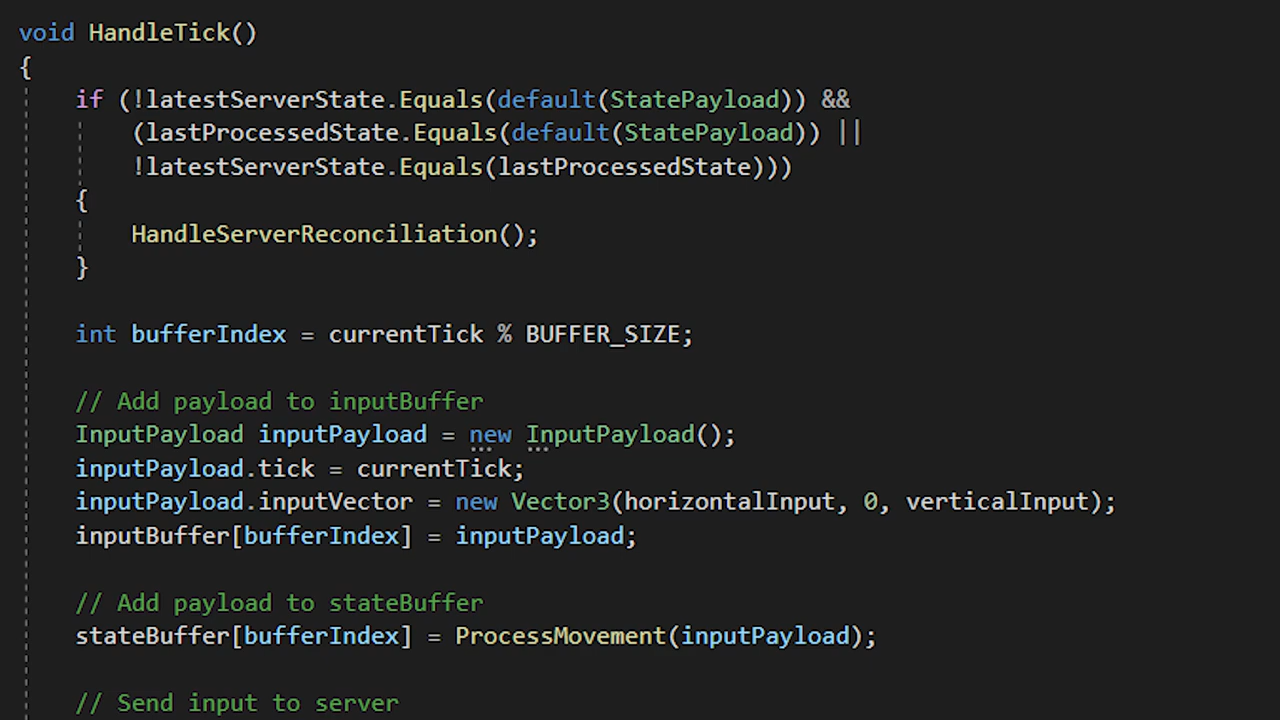 void HandleTick()
{
if (!latestServerState.Equals(default(StatePayload)) &&
(lastProcessedState.Equals(default(StatePayload)) ||
!latestServerState.Equals(lastProcessedState)))
{
HandleServerReconciliation();
}
int bufferIndex = currentTick % BUFFER_SIZE;
// Add payload to inputBuffer
InputPayload inputPayload = new InputPayload();
inputPayload.tick = currentTick;
inputPayload.inputVector = new Vector3(horizontalInput, 0, verticalInput);
inputBuffer[bufferIndex] = inputPayload;
// Add payload to stateBuffer
stateBuffer[bufferIndex] = ProcessMovement(inputPayload);
// Send input to server